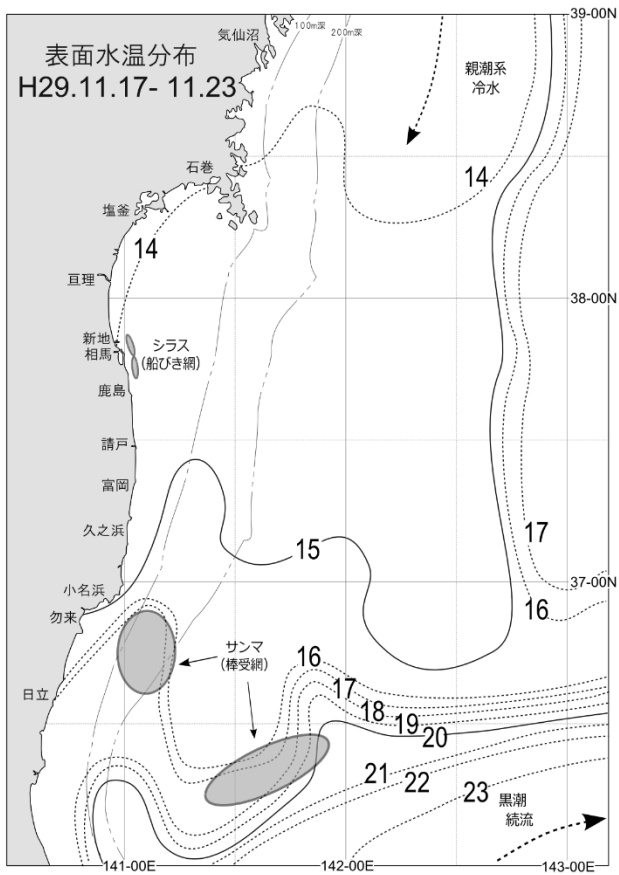 表面水温分布
H29.11.17- 11.23
39-00N
気仙沼
100m深
200m深
親潮系
冷水
石巻
14
塩釜
14
亘理
38-00N
新地
相馬
シラス
(船びき網)
鹿島
請戸
富岡
17
久之浜
15
37-00N
小名浜
16
勿来
サンマ
(棒受網)
16
17
日立
18
19
20
21
22
23
黒潮
続流
141-00E
142-00E
143-00E